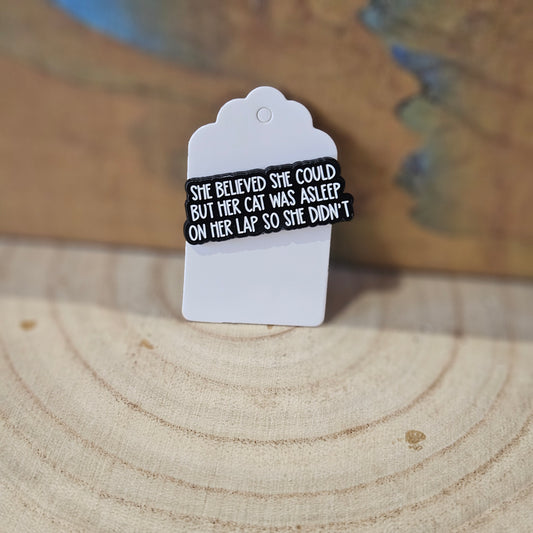 SHE BELIEVED SHE COULD
BUT HER CAT WAS ASLEEP
ON HER LAP SO SHE DIDN'T